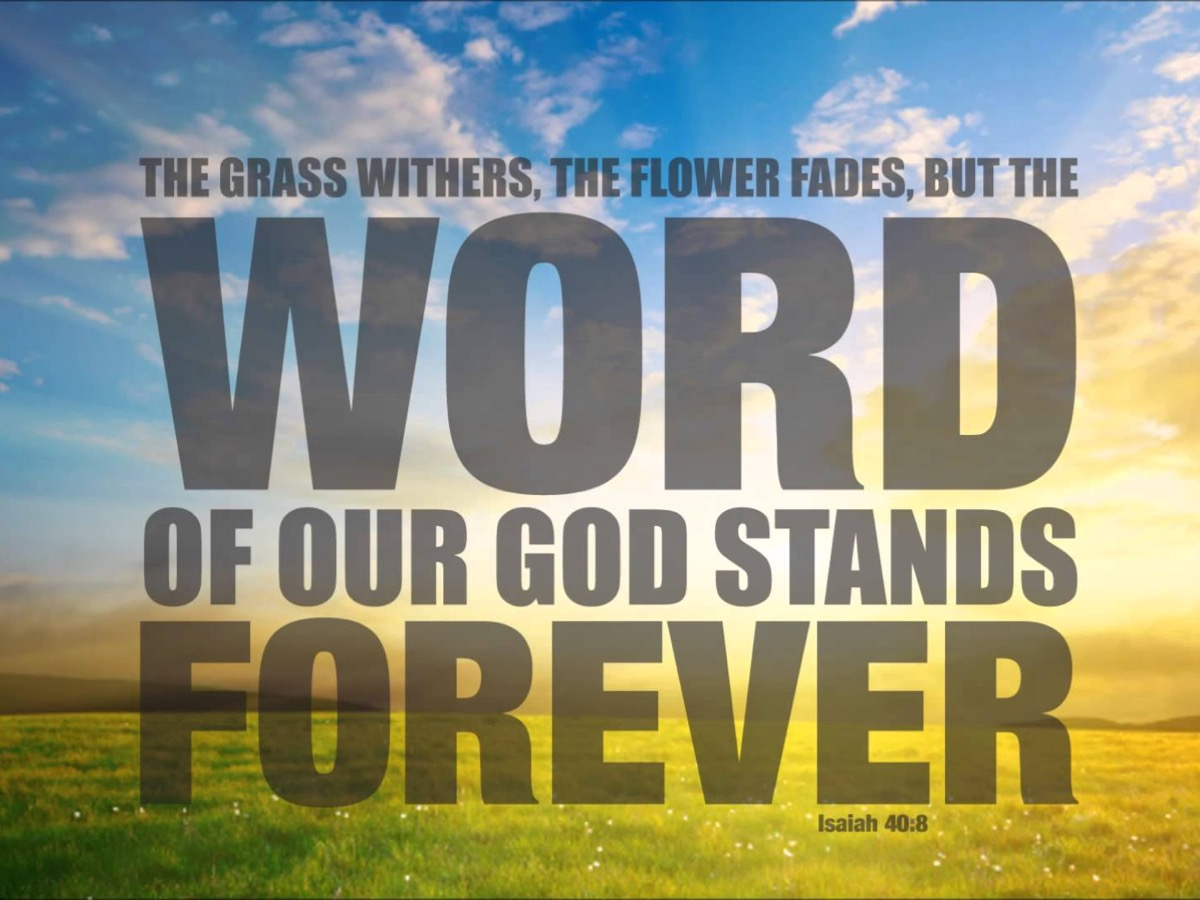 THE GRASS WITHERS, THE FLOWER FADES, BUT THE
WORD
OF OUR GOD STANDS
FOREVER
Isaiah 40:8